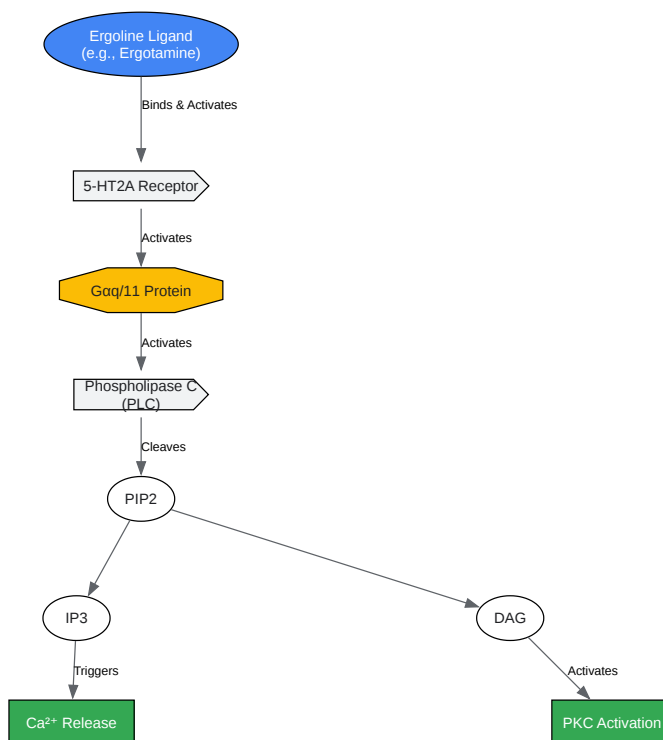 Ergoline Ligand
(e.g., Ergotamine)
Binds & Activates
5-HT2A Receptor
Activates
Gαq/11 Protein
Activates
Phospholipase C
(PLC)
Cleaves
PIP2
IP3
DAG
Triggers
Activates
Ca²⁺ Release
PKC Activation